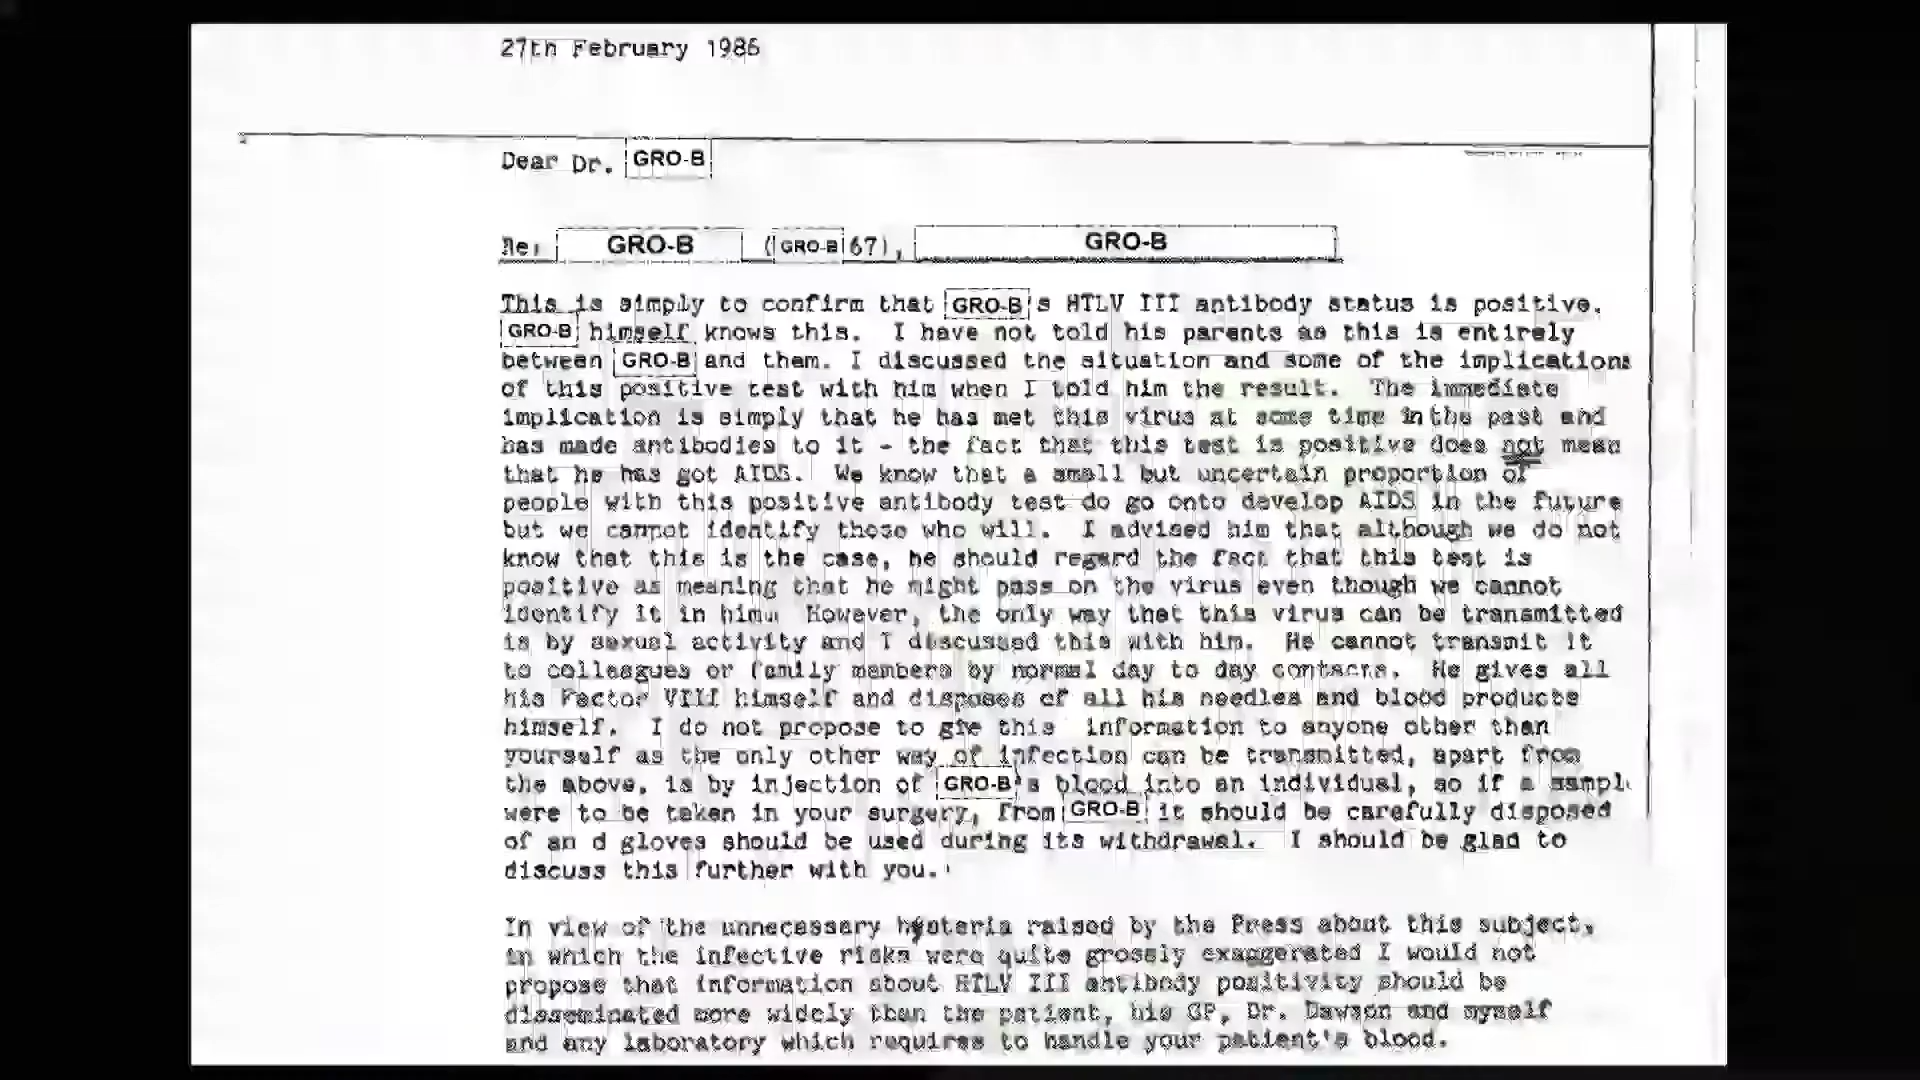 27th February 1986
Dear Dr. GRO-B
Re: GRO-B (GRO-B 67), GRO-B
This is simply to confirm that GRO-B's HTLV III antibody status is positive.
GRO-B himself knows this. I have not told his parents as this is entirely
between GRO-B and them. I discussed the situation and some of the implications
of this positive test with him when I told him the result. The immediate
implication is simply that he has met this virus at some time in the past and
has made antibodies to it - the fact that this test is positive does not mean
that he has got AIDS. We know that a small but uncertain proportion of
people with this positive antibody test do go onto develop AIDS in the future
but we cannot identify those who will. I advised him that although we do not
know that this is the case, he should regard the fact that this test is
positive as meaning that he might pass on the virus even though we cannot
identify it in him. However, the only way that this virus can be transmitted
is by sexual activity and I discussed this with him. He cannot transmit it
to colleagues or family members by normal day to day contacts. He gives all
his Factor VIII himself and disposes of all his needles and blood products
himself. I do not propose to gie this information to anyone other than
yourself as the only other way of infection can be transmitted, apart from
the above, is by injection of GRO-B's blood into an individual, so if a sampl
were to be taken in your surgery, from GRO-B it should be carefully disposed
of an d gloves should be used during its withdrawal. I should be glad to
discuss this further with you.
In view of the unnecessary hysteria raised by the Press about this subject,
in which the infective risks were quite grossly exaggerated I would not
propose that information about HTLV III antibody positivity should be
disseminated more widely than the patient, his GP, Dr. Dawson and myself
and any laboratory which requires to handle your patient's blood.